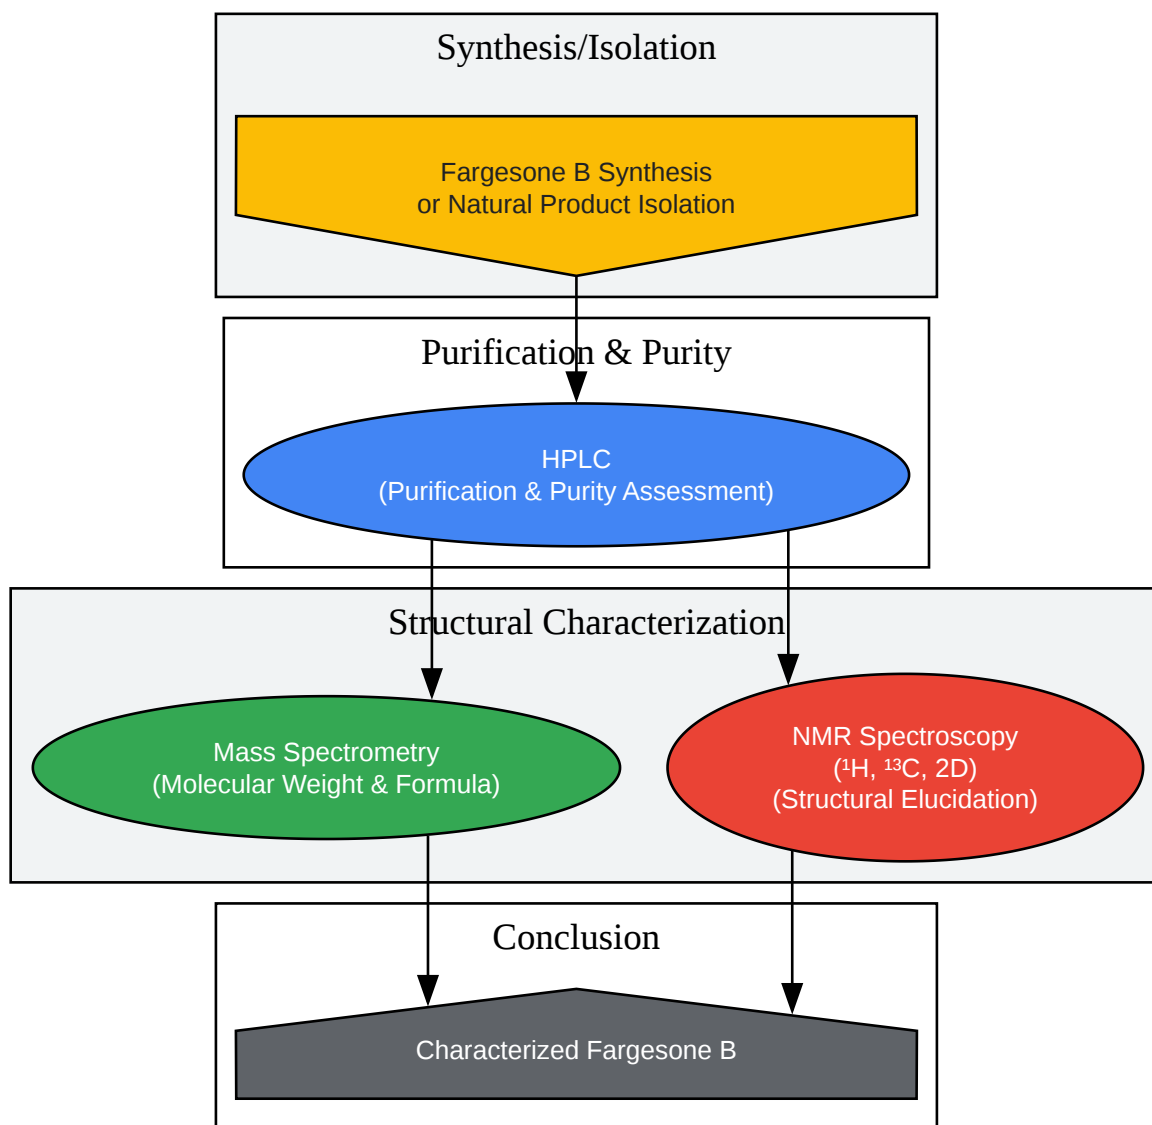 Synthesis/Isolation
Fargesone B Synthesis
or Natural Product Isolation
Purification & Purity
HPLC
(Purification & Purity Assessment)
Structural Characterization
Mass Spectrometry
(Molecular Weight & Formula)
NMR Spectroscopy
(¹H, ¹³C, 2D)
(Structural Elucidation)
Conclusion
Characterized Fargesone B